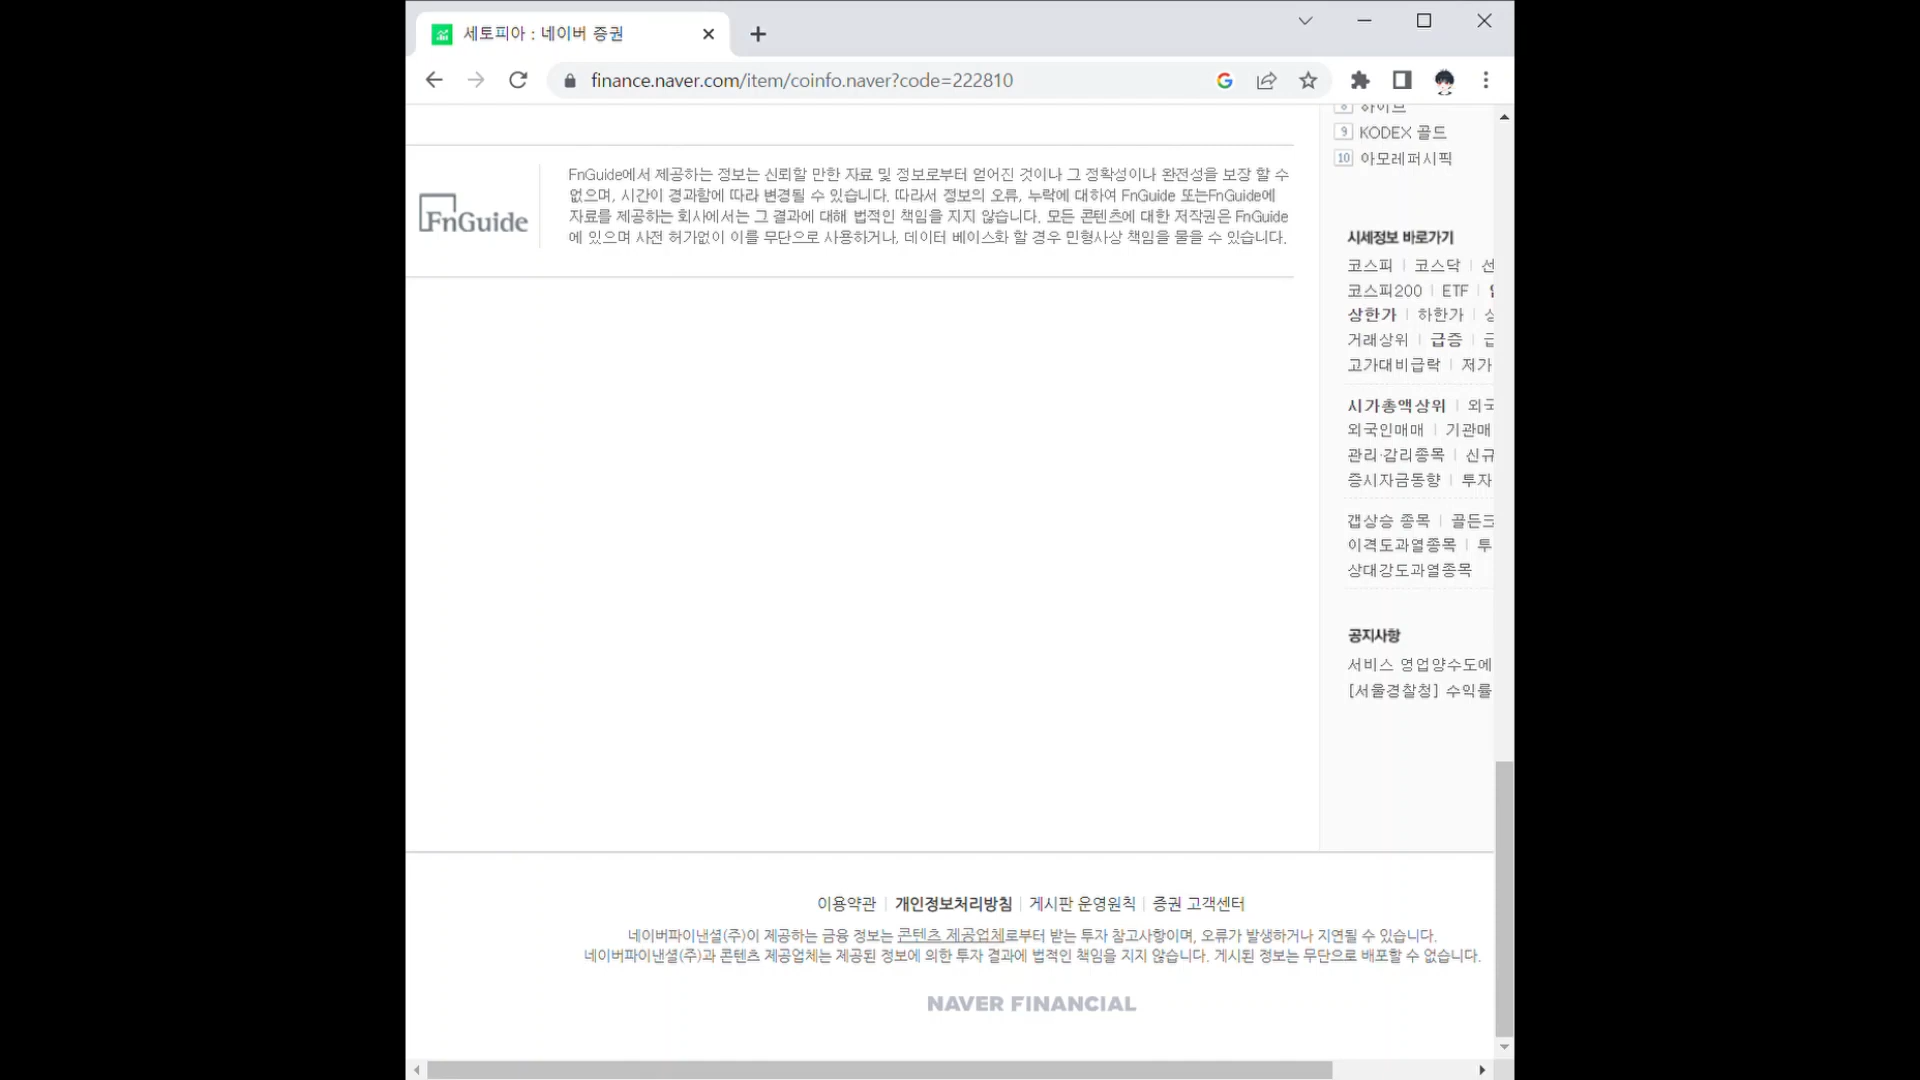 세토피아 : 네이버 증권
finance.naver.com/item/coinfo.naver?code=222810
8 하이브
9 KODEX 골드
10 아모레퍼시픽
FnGuide
FnGuide에서 제공하는 정보는 신뢰할 만한 자료 및 정보로부터 얻어진 것이나 그 정확성이나 완전성을 보장 할 수
없으며, 시간이 경과함에 따라 변경될 수 있습니다. 따라서 정보의 오류, 누락에 대하여 FnGuide 또는FnGuide에
자료를 제공하는 회사에서는 그 결과에 대해 법적인 책임을 지지 않습니다. 모든 콘텐츠에 대한 저작권은 FnGuide
에 있으며 사전 허가없이 이를 무단으로 사용하거나, 데이터 베이스화 할 경우 민형사상 책임을 물을 수 있습니다.
시세정보 바로가기
코스피 | 코스닥 | 선
코스피200 | ETF |
상한가 | 하한가 |
거래상위 | 급증 | 급
고가대비급락 | 저가
시가총액상위 | 외국
외국인매매 | 기관매
관리·감리종목 | 신규
증시자금동향 | 투자
갭상승 종목 | 골든크
이격도과열종목 | 투
상대강도과열종목
공지사항
서비스 영업양수도에
[서울경찰청] 수익률
이용약관 | 개인정보처리방침 | 게시판 운영원칙 | 증권 고객센터
네이버파이낸셜(주)이 제공하는 금융 정보는 콘텐츠 제공업체로부터 받는 투자 참고사항이며, 오류가 발생하거나 지연될 수 있습니다.
네이버파이낸셜(주)과 콘텐츠 제공업체는 제공된 정보에 의한 투자 결과에 법적인 책임을 지지 않습니다. 게시된 정보는 무단으로 배포할 수 없습니다.
NAVER FINANCIAL